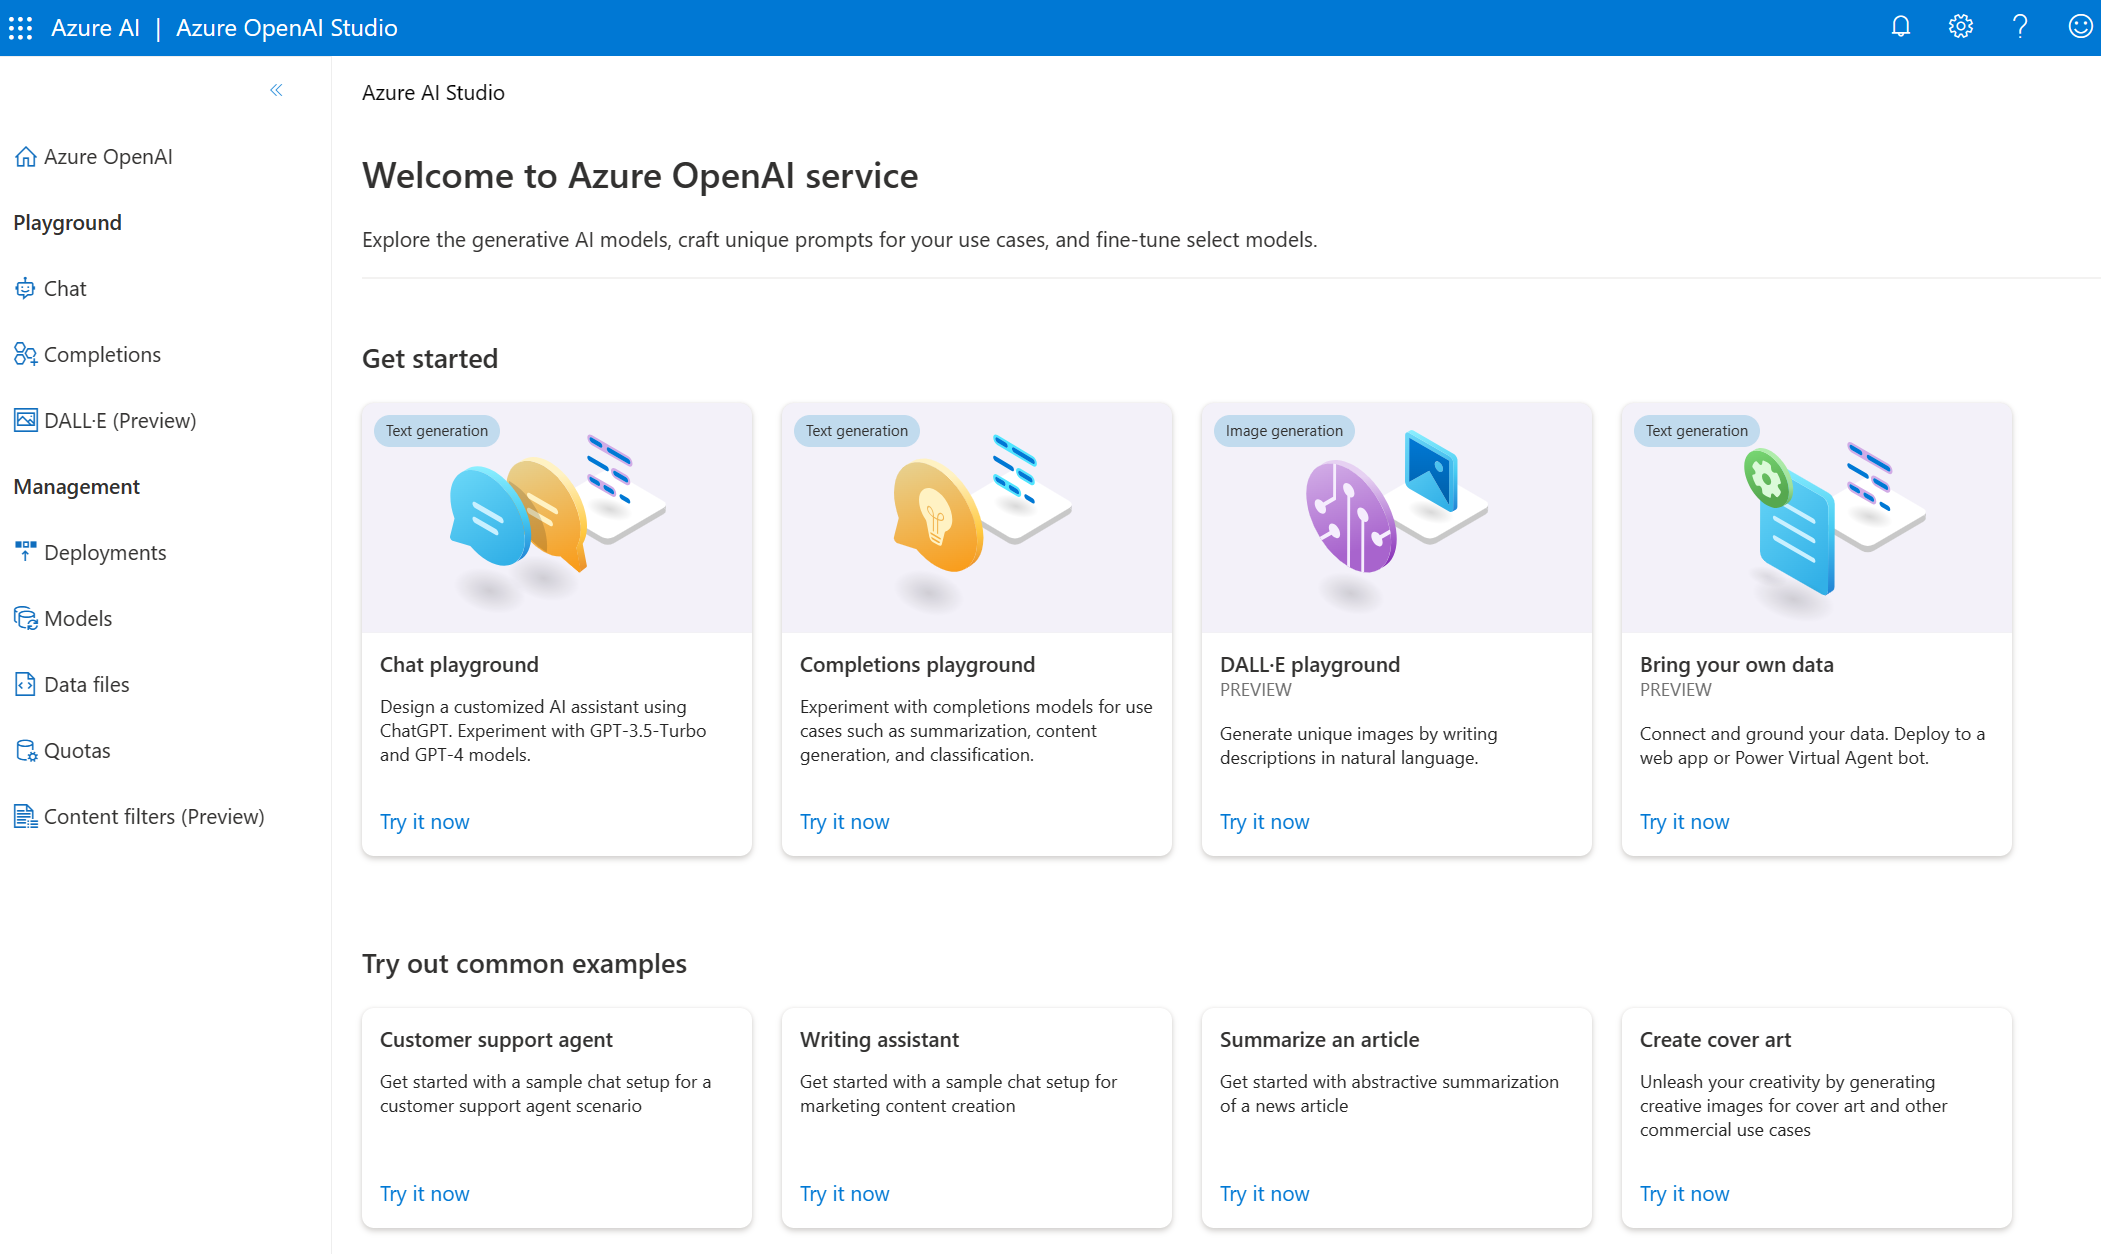 Azure AI | Azure OpenAI Studio
Azure OpenAI
Playground
Chat
Completions
DALL·E (Preview)
Management
Deployments
Models
Data files
Quotas
Content filters (Preview)
Azure AI Studio
Welcome to Azure OpenAI service
Explore the generative AI models, craft unique prompts for your use cases, and fine-tune select models.
Get started
Text generation
Chat playground
Design a customized AI assistant using
ChatGPT. Experiment with GPT-3.5-Turbo
and GPT-4 models.
Try it now
Text generation
Completions playground
Experiment with completions models for use
cases such as summarization, content
generation, and classification.
Try it now
Image generation
DALL·E playground
PREVIEW
Generate unique images by writing
descriptions in natural language.
Try it now
Text generation
Bring your own data
PREVIEW
Connect and ground your data. Deploy to a
web app or Power Virtual Agent bot.
Try it now
Try out common examples
Customer support agent
Get started with a sample chat setup for a
customer support agent scenario
Try it now
Writing assistant
Get started with a sample chat setup for
marketing content creation
Try it now
Summarize an article
Get started with abstractive summarization
of a news article
Try it now
Create cover art
Unleash your creativity by generating
creative images for cover art and other
commercial use cases
Try it now